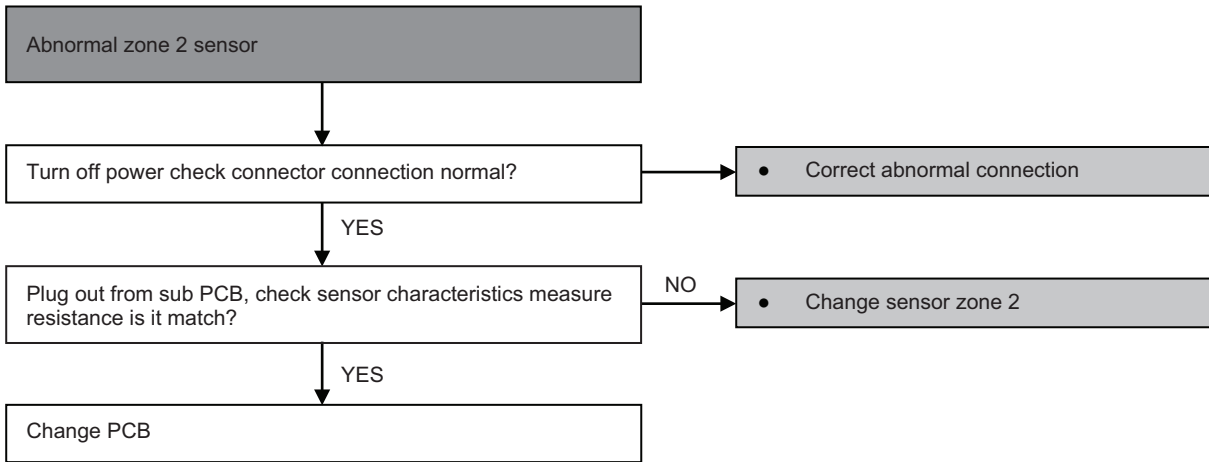 Abnormal zone 2 sensor
Turn off power check connector connection normal?
• Correct abnormal connection
YES
Plug out from sub PCB, check sensor characteristics measure
resistance is it match?
NO
• Change sensor zone 2
YES
Change PCB